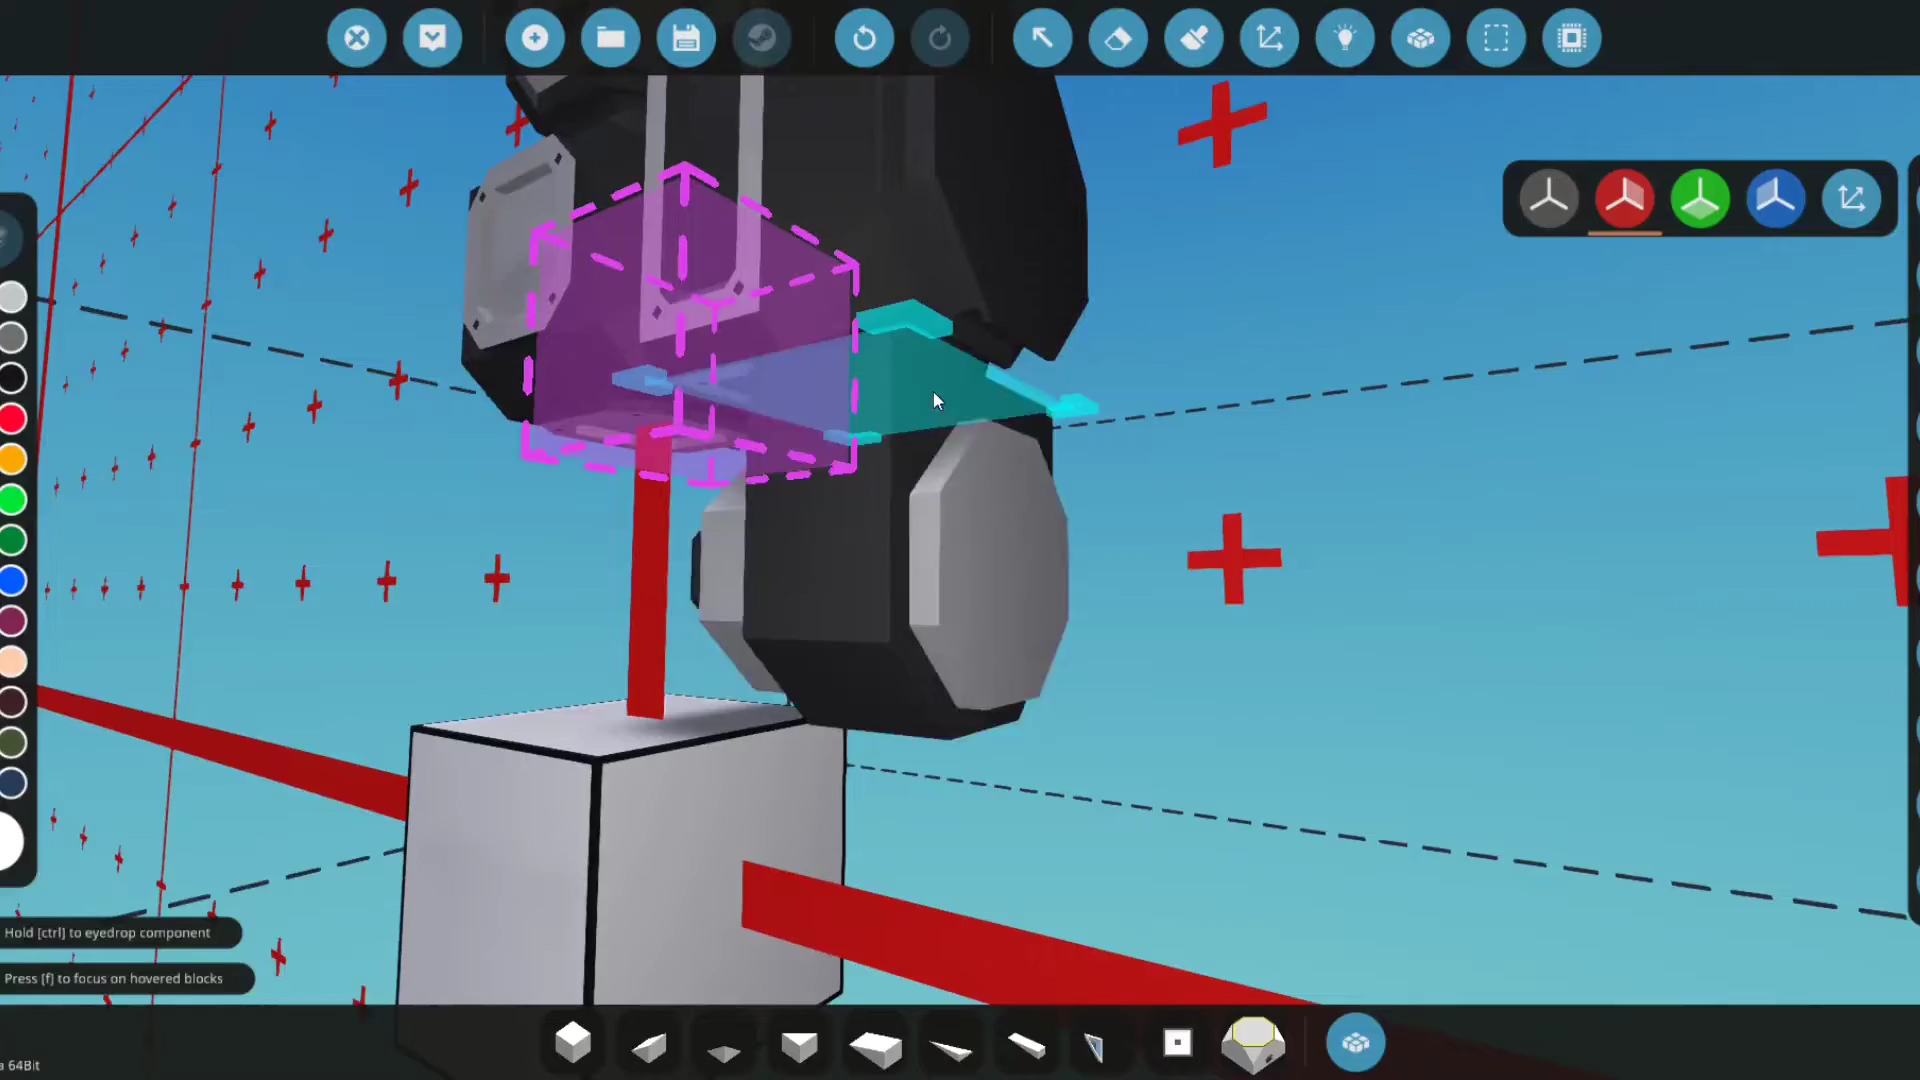 Hold [ctrl] to eyedrop component
Press [f] to focus on hovered blocks
a 64Bit